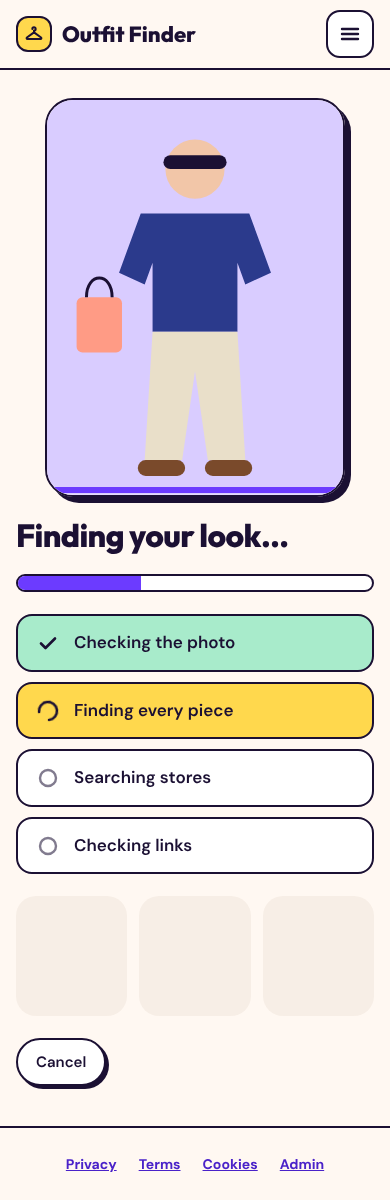 Outfit Finder
Finding your look...
Checking the photo
Finding every piece
Searching stores
Checking links
Cancel
Privacy Terms Cookies Admin